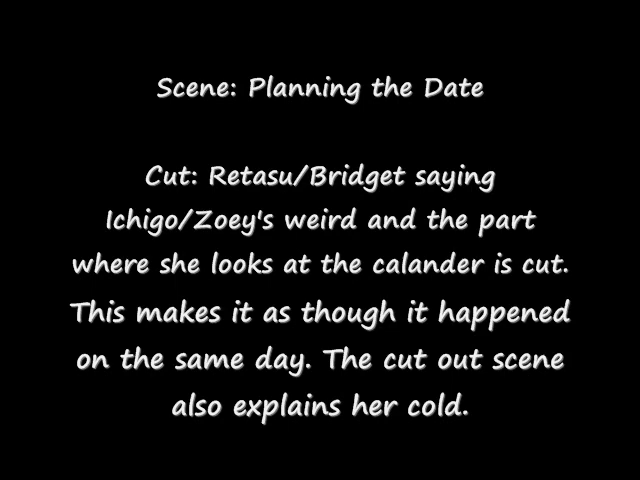 Scene: Planning the Date
Cut: Retasu/Bridget saying
Ichigo/Zoey's weird and the part
where she looks at the calander is cut.
This makes it as though it happened
on the same day. The cut out scene
also explains her cold.